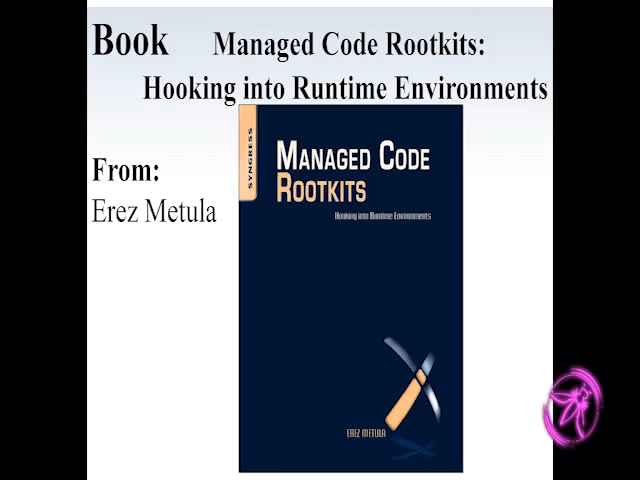 Book Managed Code Rootkits:
Hooking into Runtime Environments
From:
Erez Metula
SYNGRESS
MANAGED CODE
ROOTKITS
Hooking into Runtime Environments
EREZ METULA